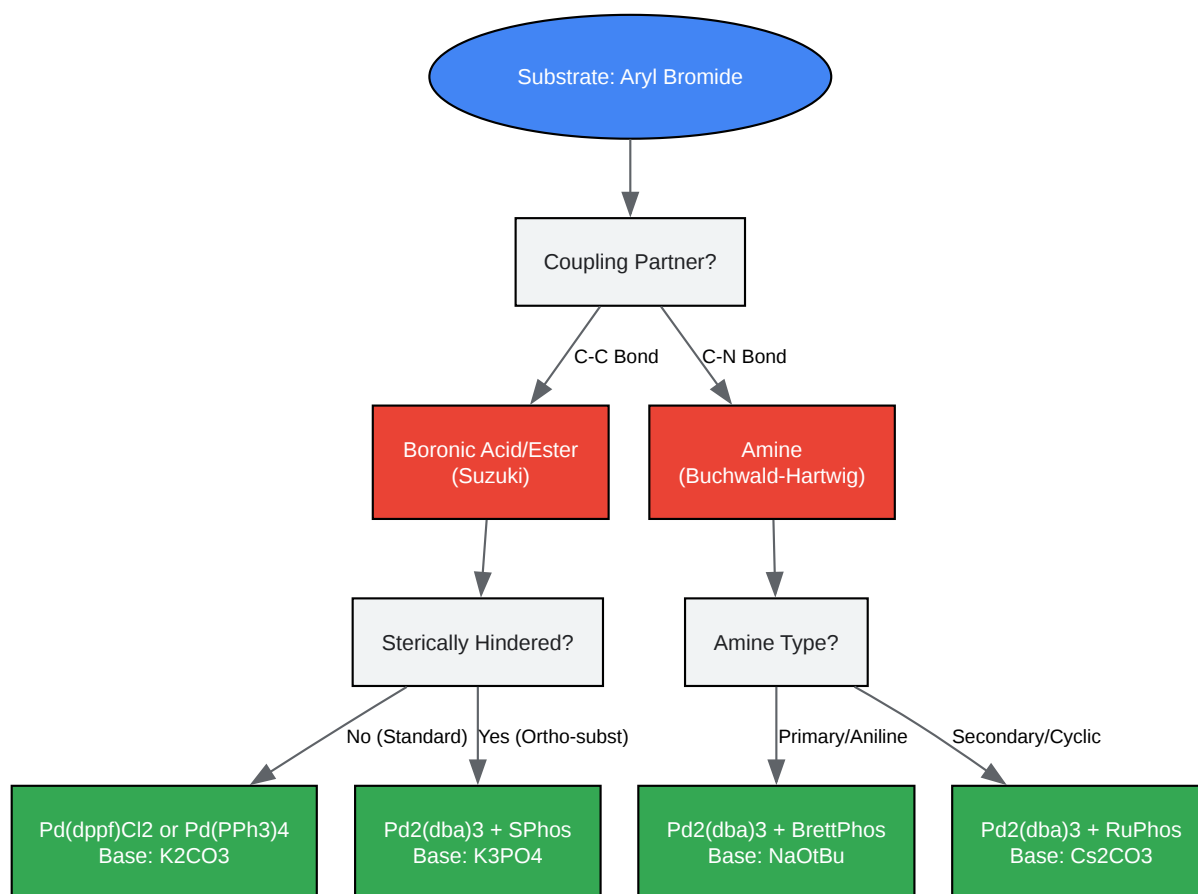 Substrate: Aryl Bromide
Coupling Partner?
C-C Bond
C-N Bond
Boronic Acid/Ester
(Suzuki)
Amine
(Buchwald-Hartwig)
Sterically Hindered?
Amine Type?
No (Standard)
Yes (Ortho-subst)
Primary/Aniline
Secondary/Cyclic
Pd(dppf)Cl2 or Pd(PPh3)4
Base: K2CO3
Pd2(dba)3 + SPhos
Base: K3PO4
Pd2(dba)3 + BrettPhos
Base: NaOtBu
Pd2(dba)3 + RuPhos
Base: Cs2CO3